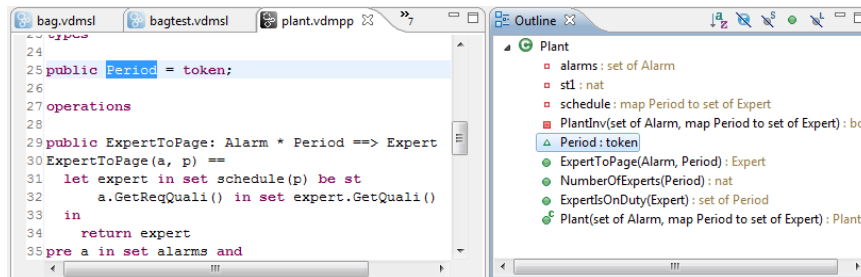 bag.vdmsl bagtest.vdmsl plant.vdmpp »7
23 types
24
25 public Period = token;
26
27 operations
28
29 public ExpertToPage: Alarm * Period ==> Expert
30 ExpertToPage(a, p) ==
31 let expert in set schedule(p) be st
32 a.GetReqQuali() in set expert.GetQuali()
33 in
34 return expert
35 pre a in set alarms and
Outline
Plant
alarms : set of Alarm
st1 : nat
schedule : map Period to set of Expert
PlantInv(set of Alarm, map Period to set of Expert) : bo
Period : token
ExpertToPage(Alarm, Period) : Expert
NumberOfExperts(Period) : nat
ExpertIsOnDuty(Expert) : set of Period
Plant(set of Alarm, map Period to set of Expert) : Plant